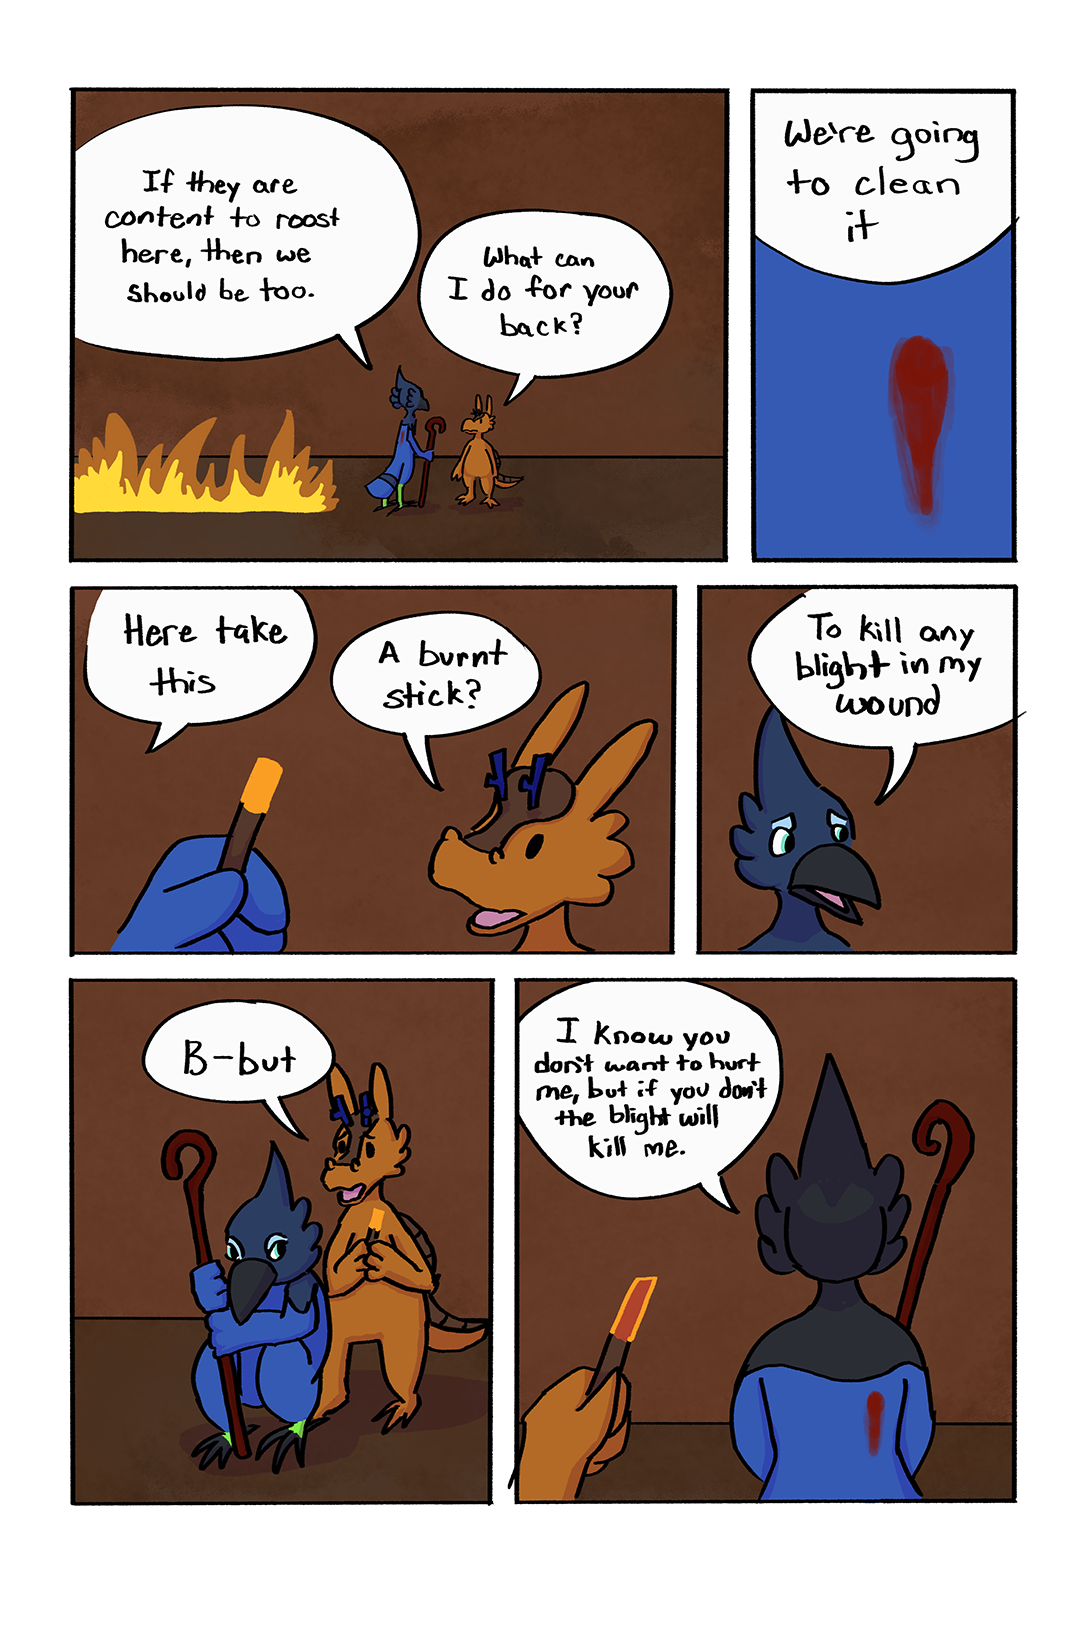 If they are
content to roost
here, then we
should be too.
What can
I do for your
back?
We're going
to clean
it
Here take
this
A burnt
stick?
To kill any
blight in my
wound
B-but
I know you
don't want to hurt
me, but if you don't
the blight will
kill me.